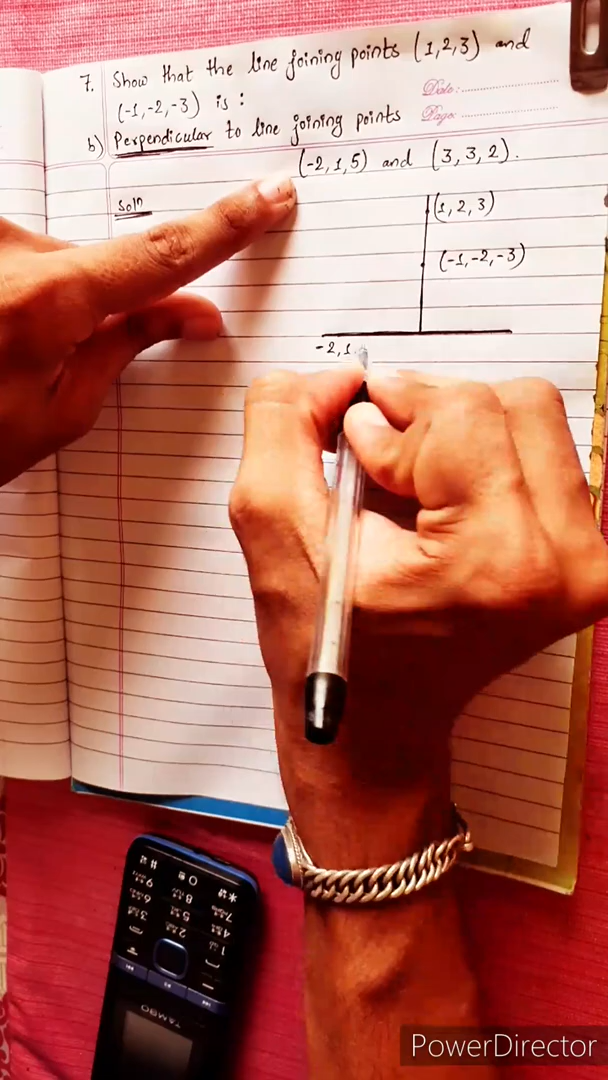 7. Show that the line joining points (1,2,3) and
(-1,-2,-3) is :
Date:
b) Perpendicular to line joining points
Page:
(-2,1,5) and (3,3,2).
Soln
(1,2,3)
(-1,-2,-3)
-2,1
TAMBO
PowerDirector